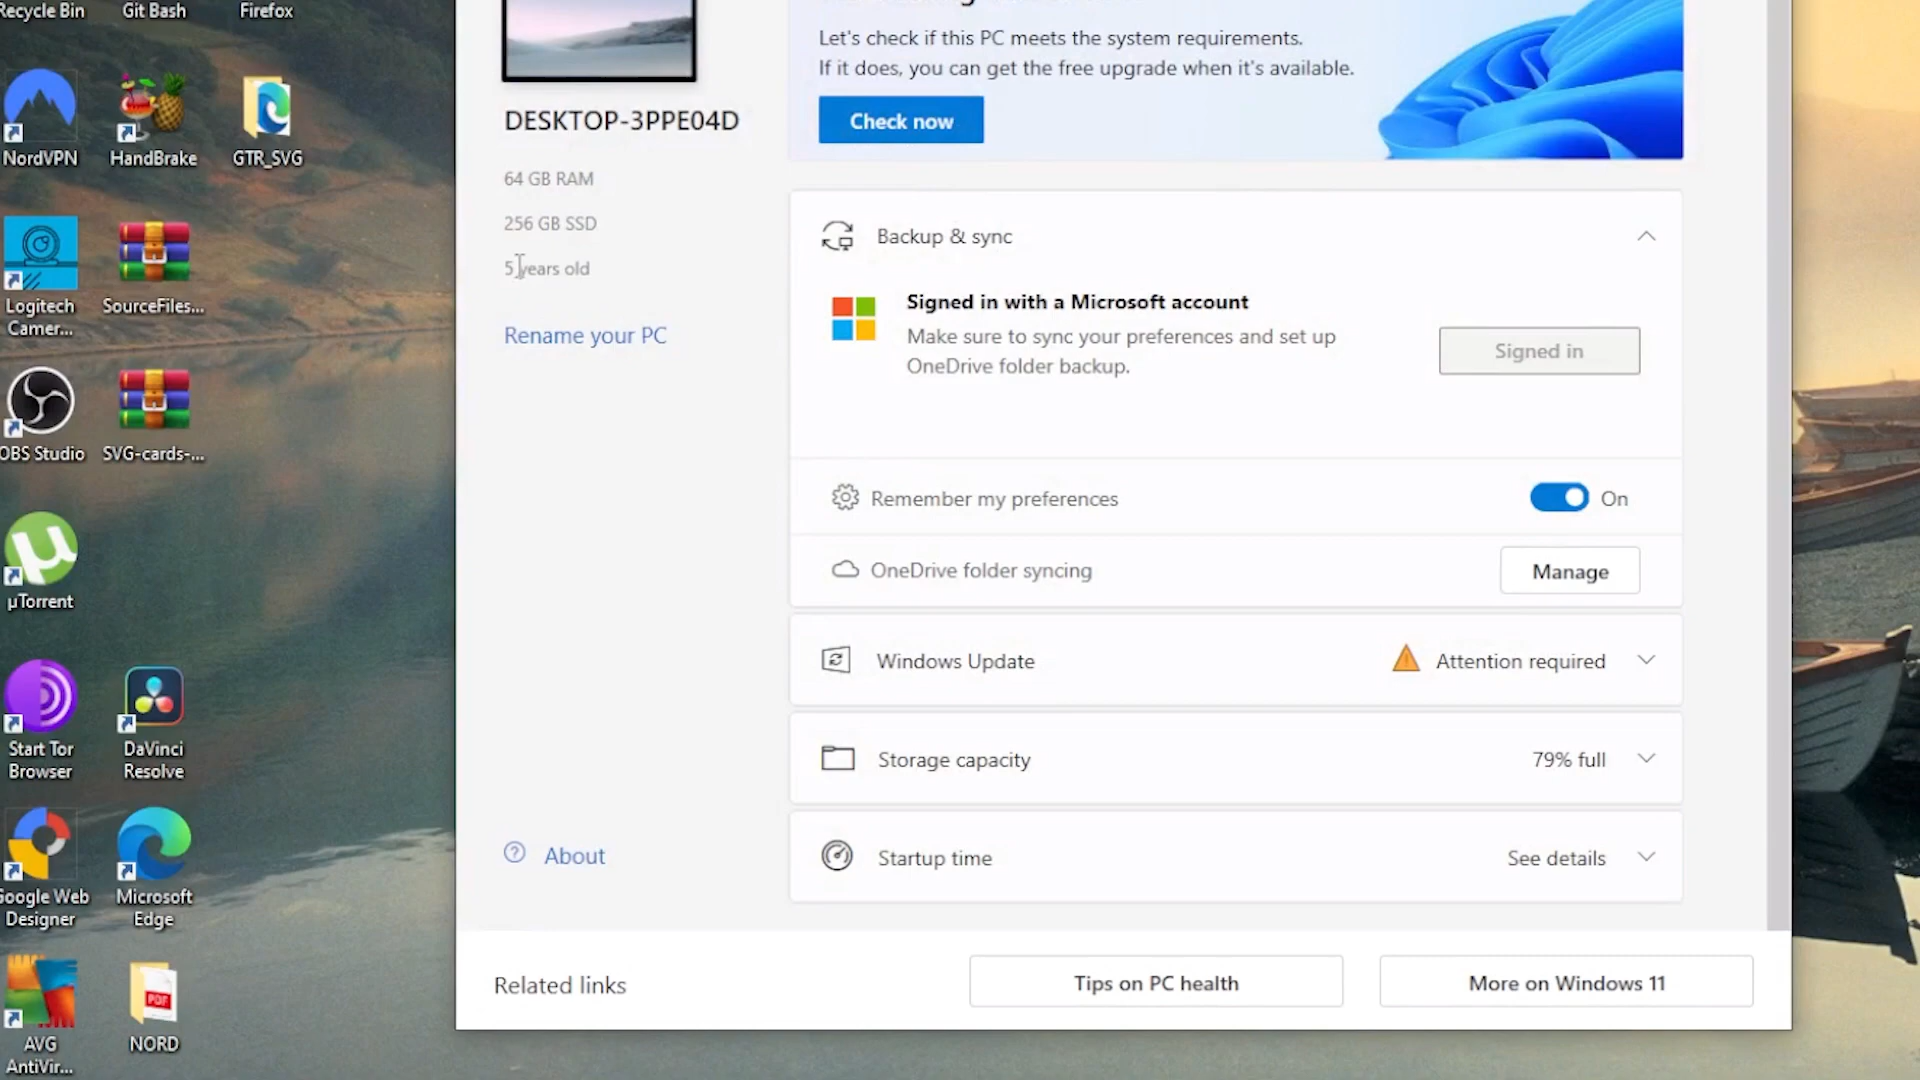 Recycle Bin
Git Bash
Firefox
NordVPN
HandBrake
GTR_SVG
Logitech
Camer...
SourceFiles...
OBS Studio
SVG-cards-...
µTorrent
Start Tor
Browser
DaVinci
Resolve
Google Web
Designer
Microsoft
Edge
AVG
AntiVir...
PDF
NORD
DESKTOP-3PPE04D
64 GB RAM
256 GB SSD
5 years old
Rename your PC
About
Let's check if this PC meets the system requirements.
If it does, you can get the free upgrade when it's available.
Check now
Backup & sync
Signed in with a Microsoft account
Make sure to sync your preferences and set up
OneDrive folder backup.
Signed in
Remember my preferences
On
OneDrive folder syncing
Manage
Windows Update
Attention required
Storage capacity
79% full
Startup time
See details
Related links
Tips on PC health
More on Windows 11